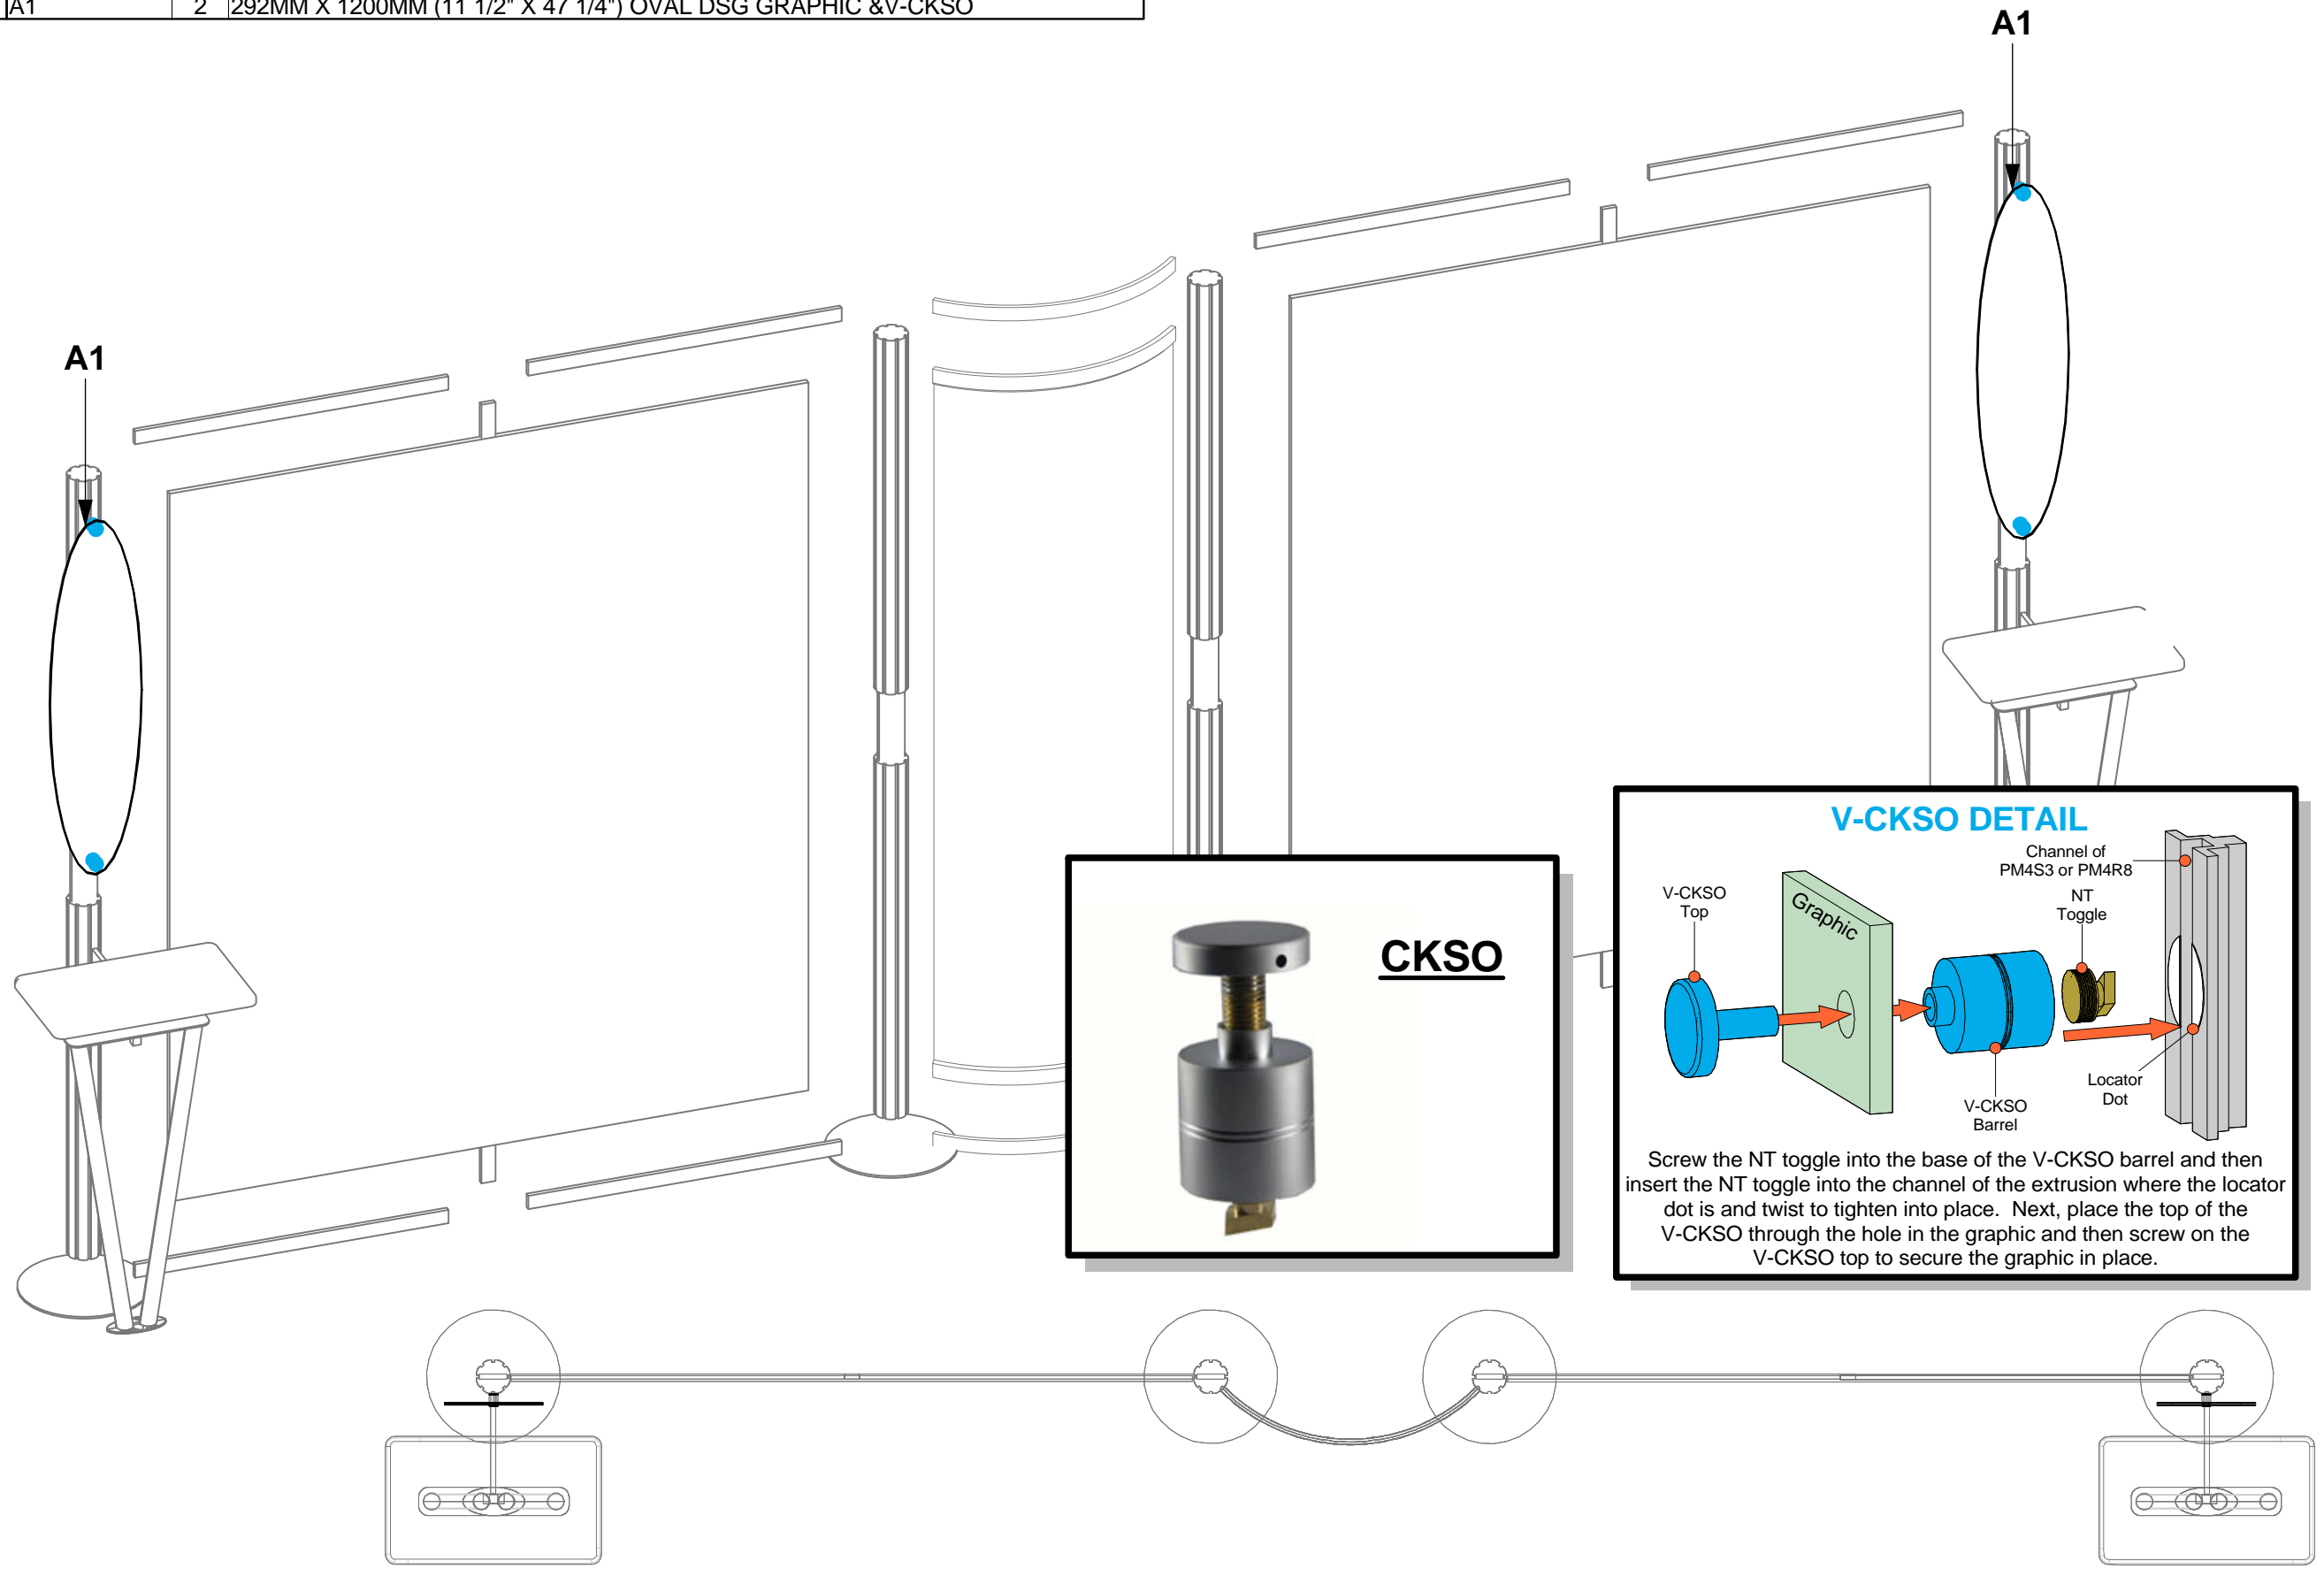 A1 2 292MM X 1200MM (11 1/2" X 47 1/4") OVAL DSG GRAPHIC &V-CKSO
A1
A1
CKSO
V-CKSO DETAIL
Channel of
PM4S3 or PM4R8
NT
Toggle
V-CKSO
Top
Graphic
Locator
Dot
V-CKSO
Barrel
Screw the NT toggle into the base of the V-CKSO barrel and then
insert the NT toggle into the channel of the extrusion where the locator
dot is and twist to tighten into place.  Next, place the top of the
V-CKSO through the hole in the graphic and then screw on the
V-CKSO top to secure the graphic in place.